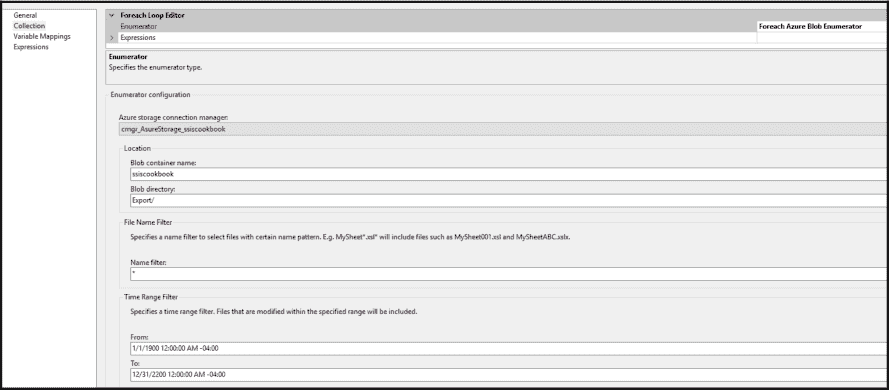 General
Collection
Variable Mappings
Expressions
Foreach Loop Editor
Enumerator Foreach Azure Blob Enumerator
Expressions
Enumerator
Specifies the enumerator type.
Enumerator configuration
Azure storage connection manager:
cmgr_AsureStorage_ssiscookbook
Location
Blob container name:
ssiscookbook
Blob directory:
Export/
File Name Filter
Specifies a name filter to select files with certain name pattern. E.g. MySheet*.xsl* will include files such as MySheet001.xsl and MySheetABC.xslx.
Name filter:
*
Time Range Filter
Specifies a time range filter. Files that are modified within the specified range will be included.
From:
1/1/1900 12:00:00 AM -04:00
To:
12/31/2200 12:00:00 AM -04:00